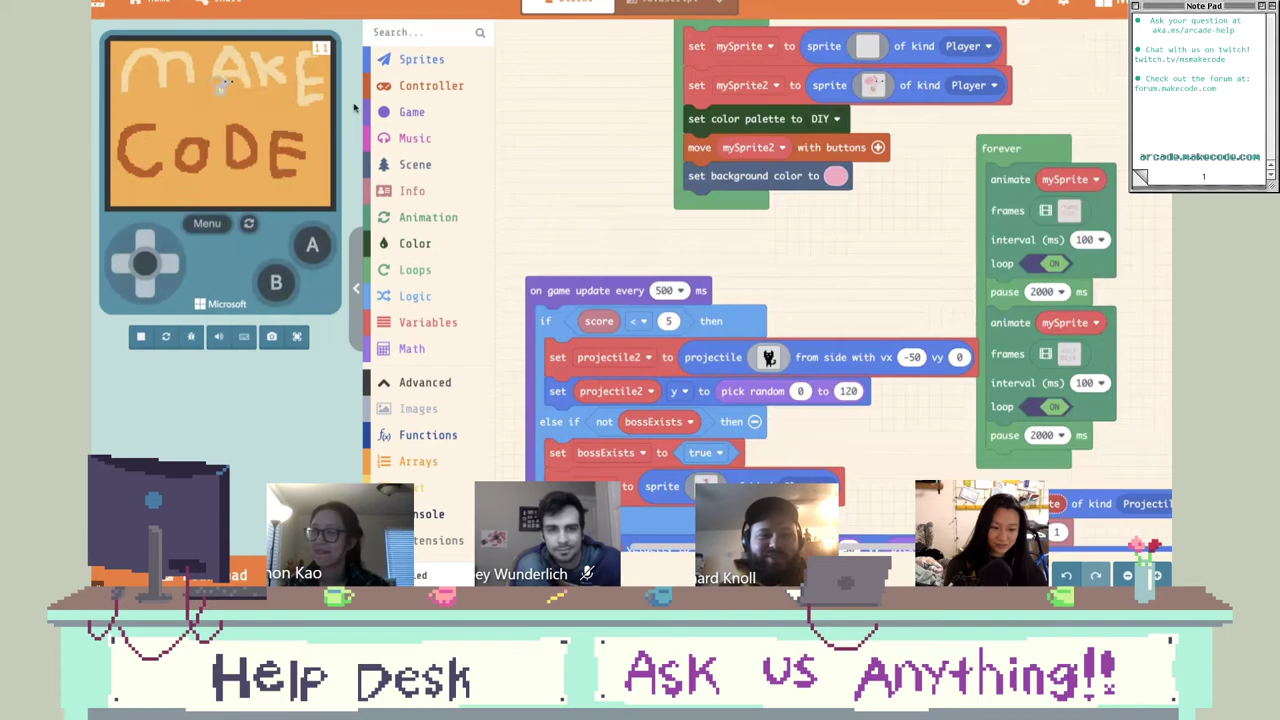 Home
Share
Blocks
JavaScript
MAKE
CODE
11
Menu
A
B
Microsoft
Search...
Sprites
Controller
Game
Music
Scene
Info
Animation
Color
Loops
Logic
Variables
Math
Advanced
Images
Functions
Arrays
set mySprite to sprite of kind Player
set mySprite2 to sprite of kind Player
set color palette to DIY
move mySprite2 with buttons
set background color to
on game update every 500 ms
if score < 5 then
set projectile2 to projectile from side with vx -50 vy 0
set projectile2 y to pick random 0 to 120
else if not bossExists then
set bossExists to true
to sprite
forever
animate mySprite
frames
interval (ms) 100
loop ON
pause 2000 ms
animate mySprite
frames
interval (ms) 100
loop ON
pause 2000 ms
of kind Projectil
1
non Kao
ey Wunderlich
ard Knoll
Note Pad
Ask your question at
aka.ms/arcade-help
Chat with us on twitch!
twitch.tv/msmakecode
Check out the forum at:
forum.makecode.com
arcade.makecode.com
1
Help Desk
Ask us Anything!!